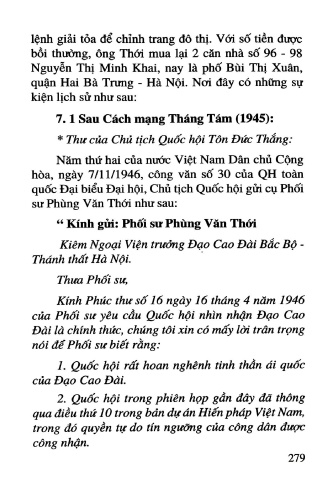 lệnh giải tỏa để chỉnh trang đô thị. Với số tiền được
bồi thường, ông Thới mua lại 2 căn nhà số 96 - 98
Nguyễn Thị Minh Khai, nay là phố Bùi Thị Xuân,
quận Hai Bà Trưng - Hà Nội. Nơi đây có những sự
kiện lịch sử như sau:
7. 1 Sau Cách mạng Tháng Tám (1945):
* Thư của Chủ tịch Quốc hội Tôn Đức Thắng:
Năm thứ hai của nước Việt Nam Dân chủ Cộng
hòa, ngày 7/11/1946, công văn số 30 của QH toàn
quốc Đại biểu Đại hội, Chủ tịch Quốc hội gửi cụ Phối
sư Phùng Văn Thới như sau:
“ Kính gửi: Phối sư Phùng Văn Thới
Kiêm Ngoại Viện trưởng Đạo Cao Đài Bắc Bộ -
Thánh thất Hà Nội.
Thưa Phối sư,
Kính Phúc thư số 16 ngày 16 tháng 4 năm 1946
của Phối sư yêu cầu Quốc hội nhìn nhận Đạo Cao
Đài là chính thức, chúng tôi xin có mấy lời trân trọng
nói để Phối sư biết rằng:
1. Quốc hội rất hoan nghênh tinh thần ái quốc
của Đạo Cao Đài.
2. Quốc hội trong phiên họp gần đây đã thông
qua điều thứ 10 trong bản dự án Hiến pháp Việt Nam,
trong đó quyền tự do tín ngưỡng của công dân được
công nhận.
279